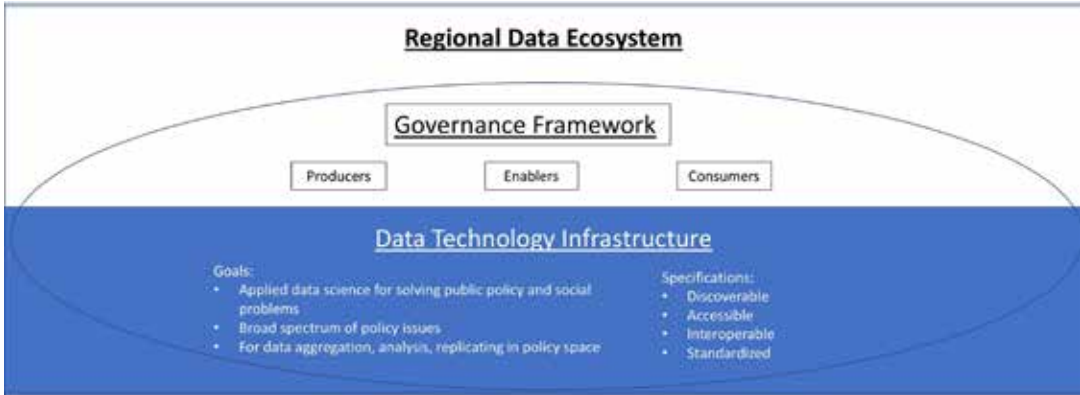 Regional Data Ecosystem
Governance Framework
Producers
Enablers
Consumers
Data Technology Infrastructure
Goals:
• Applied data science for solving public policy and social
problems
• Broad spectrum of policy issues
• For data aggregation, analysis, replicating in policy space
Specifications:
• Discoverable
• Accessible
• Interoperable
• Standardized